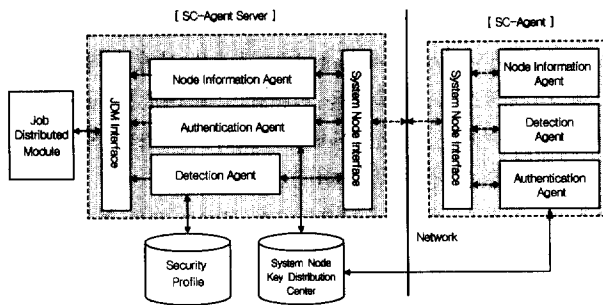 [ SC-Agent Server ]
[ SC-Agent ]
Job
Distributed
Module
JDM Interface
Node Information Agent
Authentication Agent
Detection Agent
System Node Interface
System Node Interface
Node Information
Agent
Detection
Agent
Authentication
Agent
Network
Security
Profile
System Node
Key Distribution
Center